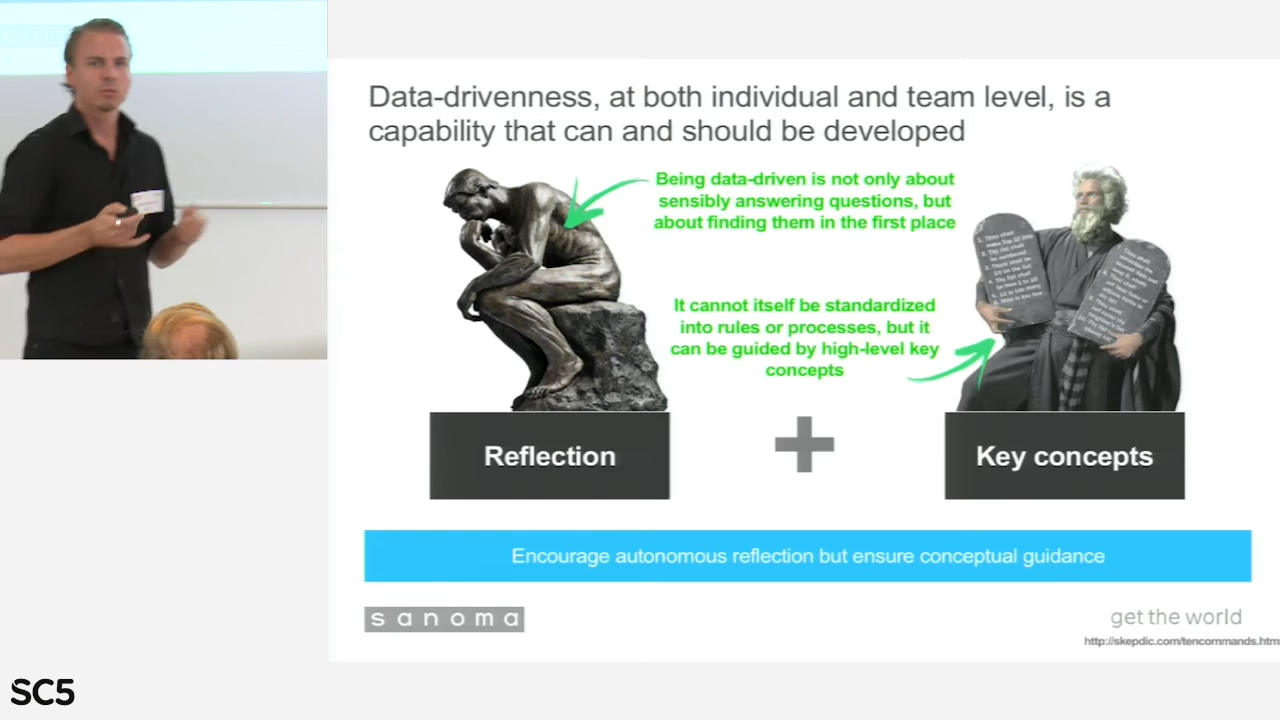 Data-drivenness, at both individual and team level, is a
capability that can and should be developed
Being data-driven is not only about
sensibly answering questions, but
about finding them in the first place
It cannot itself be standardized
into rules or processes, but it
can be guided by high-level key
concepts
Reflection
Key concepts
Encourage autonomous reflection but ensure conceptual guidance
sanoma
get the world
http://skepdic.com/tencommands.htm
SC5